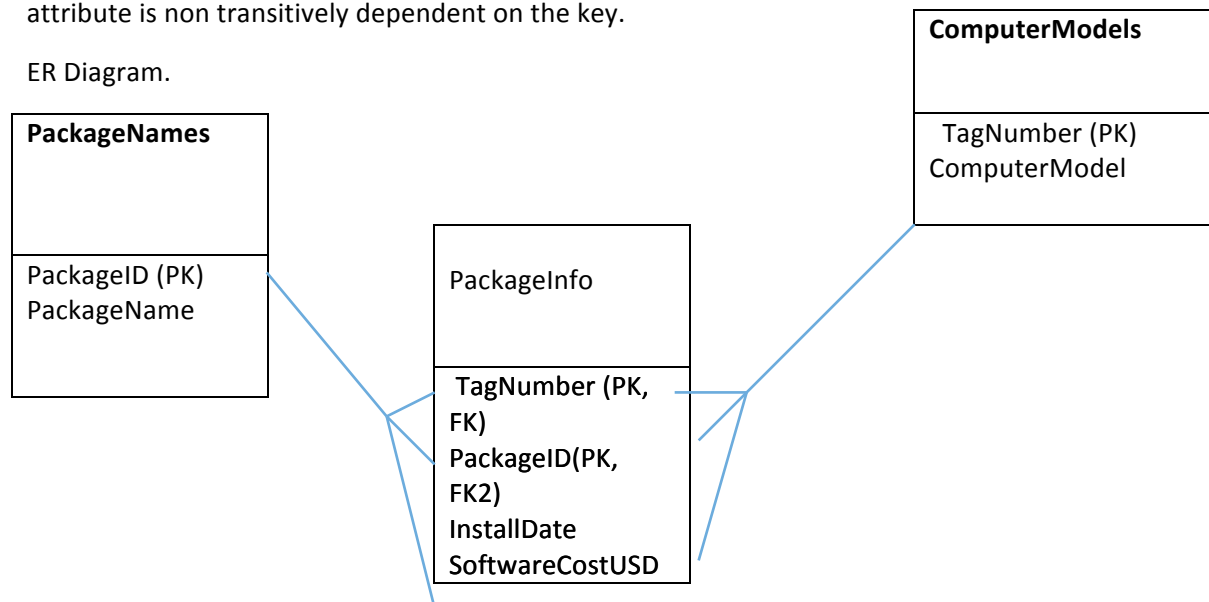 attribute is non transitively dependent on the key.
ER Diagram.
ComputerModels
TagNumber (PK)
ComputerModel
PackageNames
PackageID (PK)
PackageName
PackageInfo
TagNumber (PK,
FK)
PackageID(PK,
FK2)
InstallDate
SoftwareCostUSD